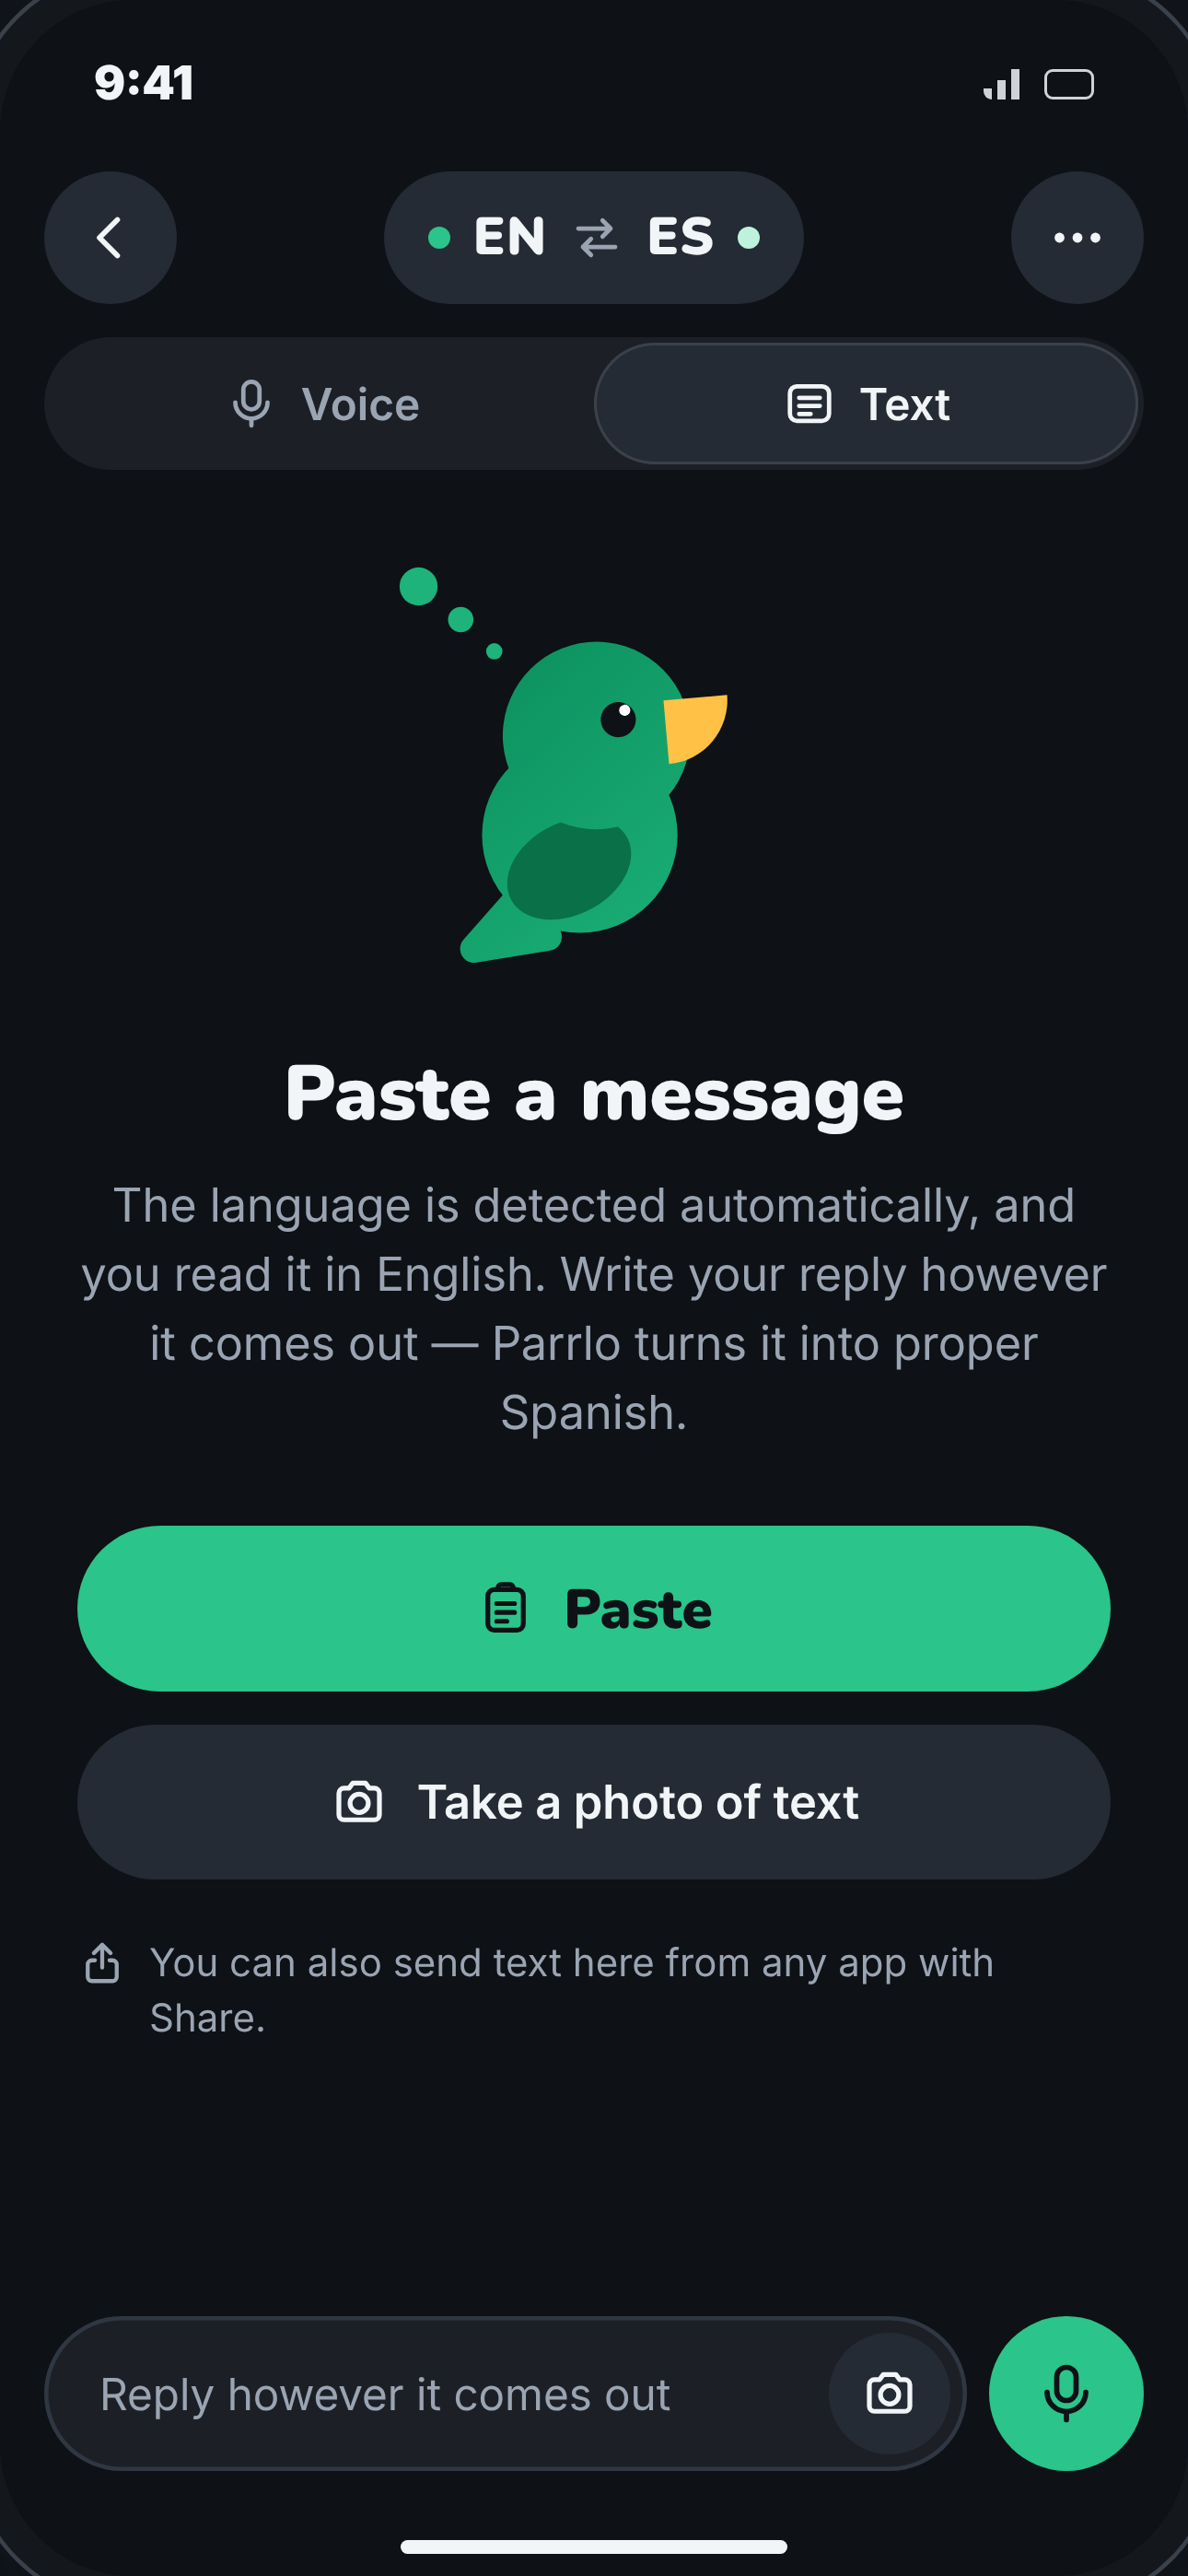 9:41
EN ES
Voice
Text
Paste a message
The language is detected automatically, and
you read it in English. Write your reply however
it comes out — Parrlo turns it into proper
Spanish.
Paste
Take a photo of text
You can also send text here from any app with
Share.
Reply however it comes out